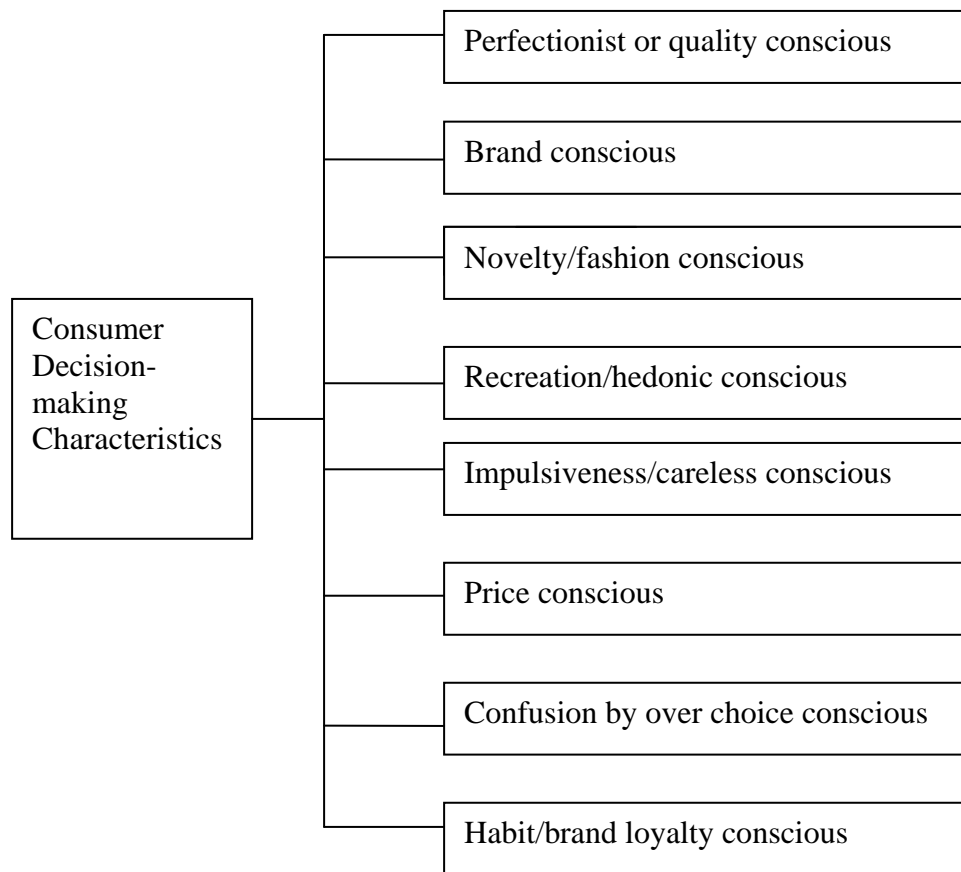 Perfectionist or quality conscious
Brand conscious
Novelty/fashion conscious
Consumer
Decision-
making
Characteristics
Recreation/hedonic conscious
Impulsiveness/careless conscious
Price conscious
Confusion by over choice conscious
Habit/brand loyalty conscious